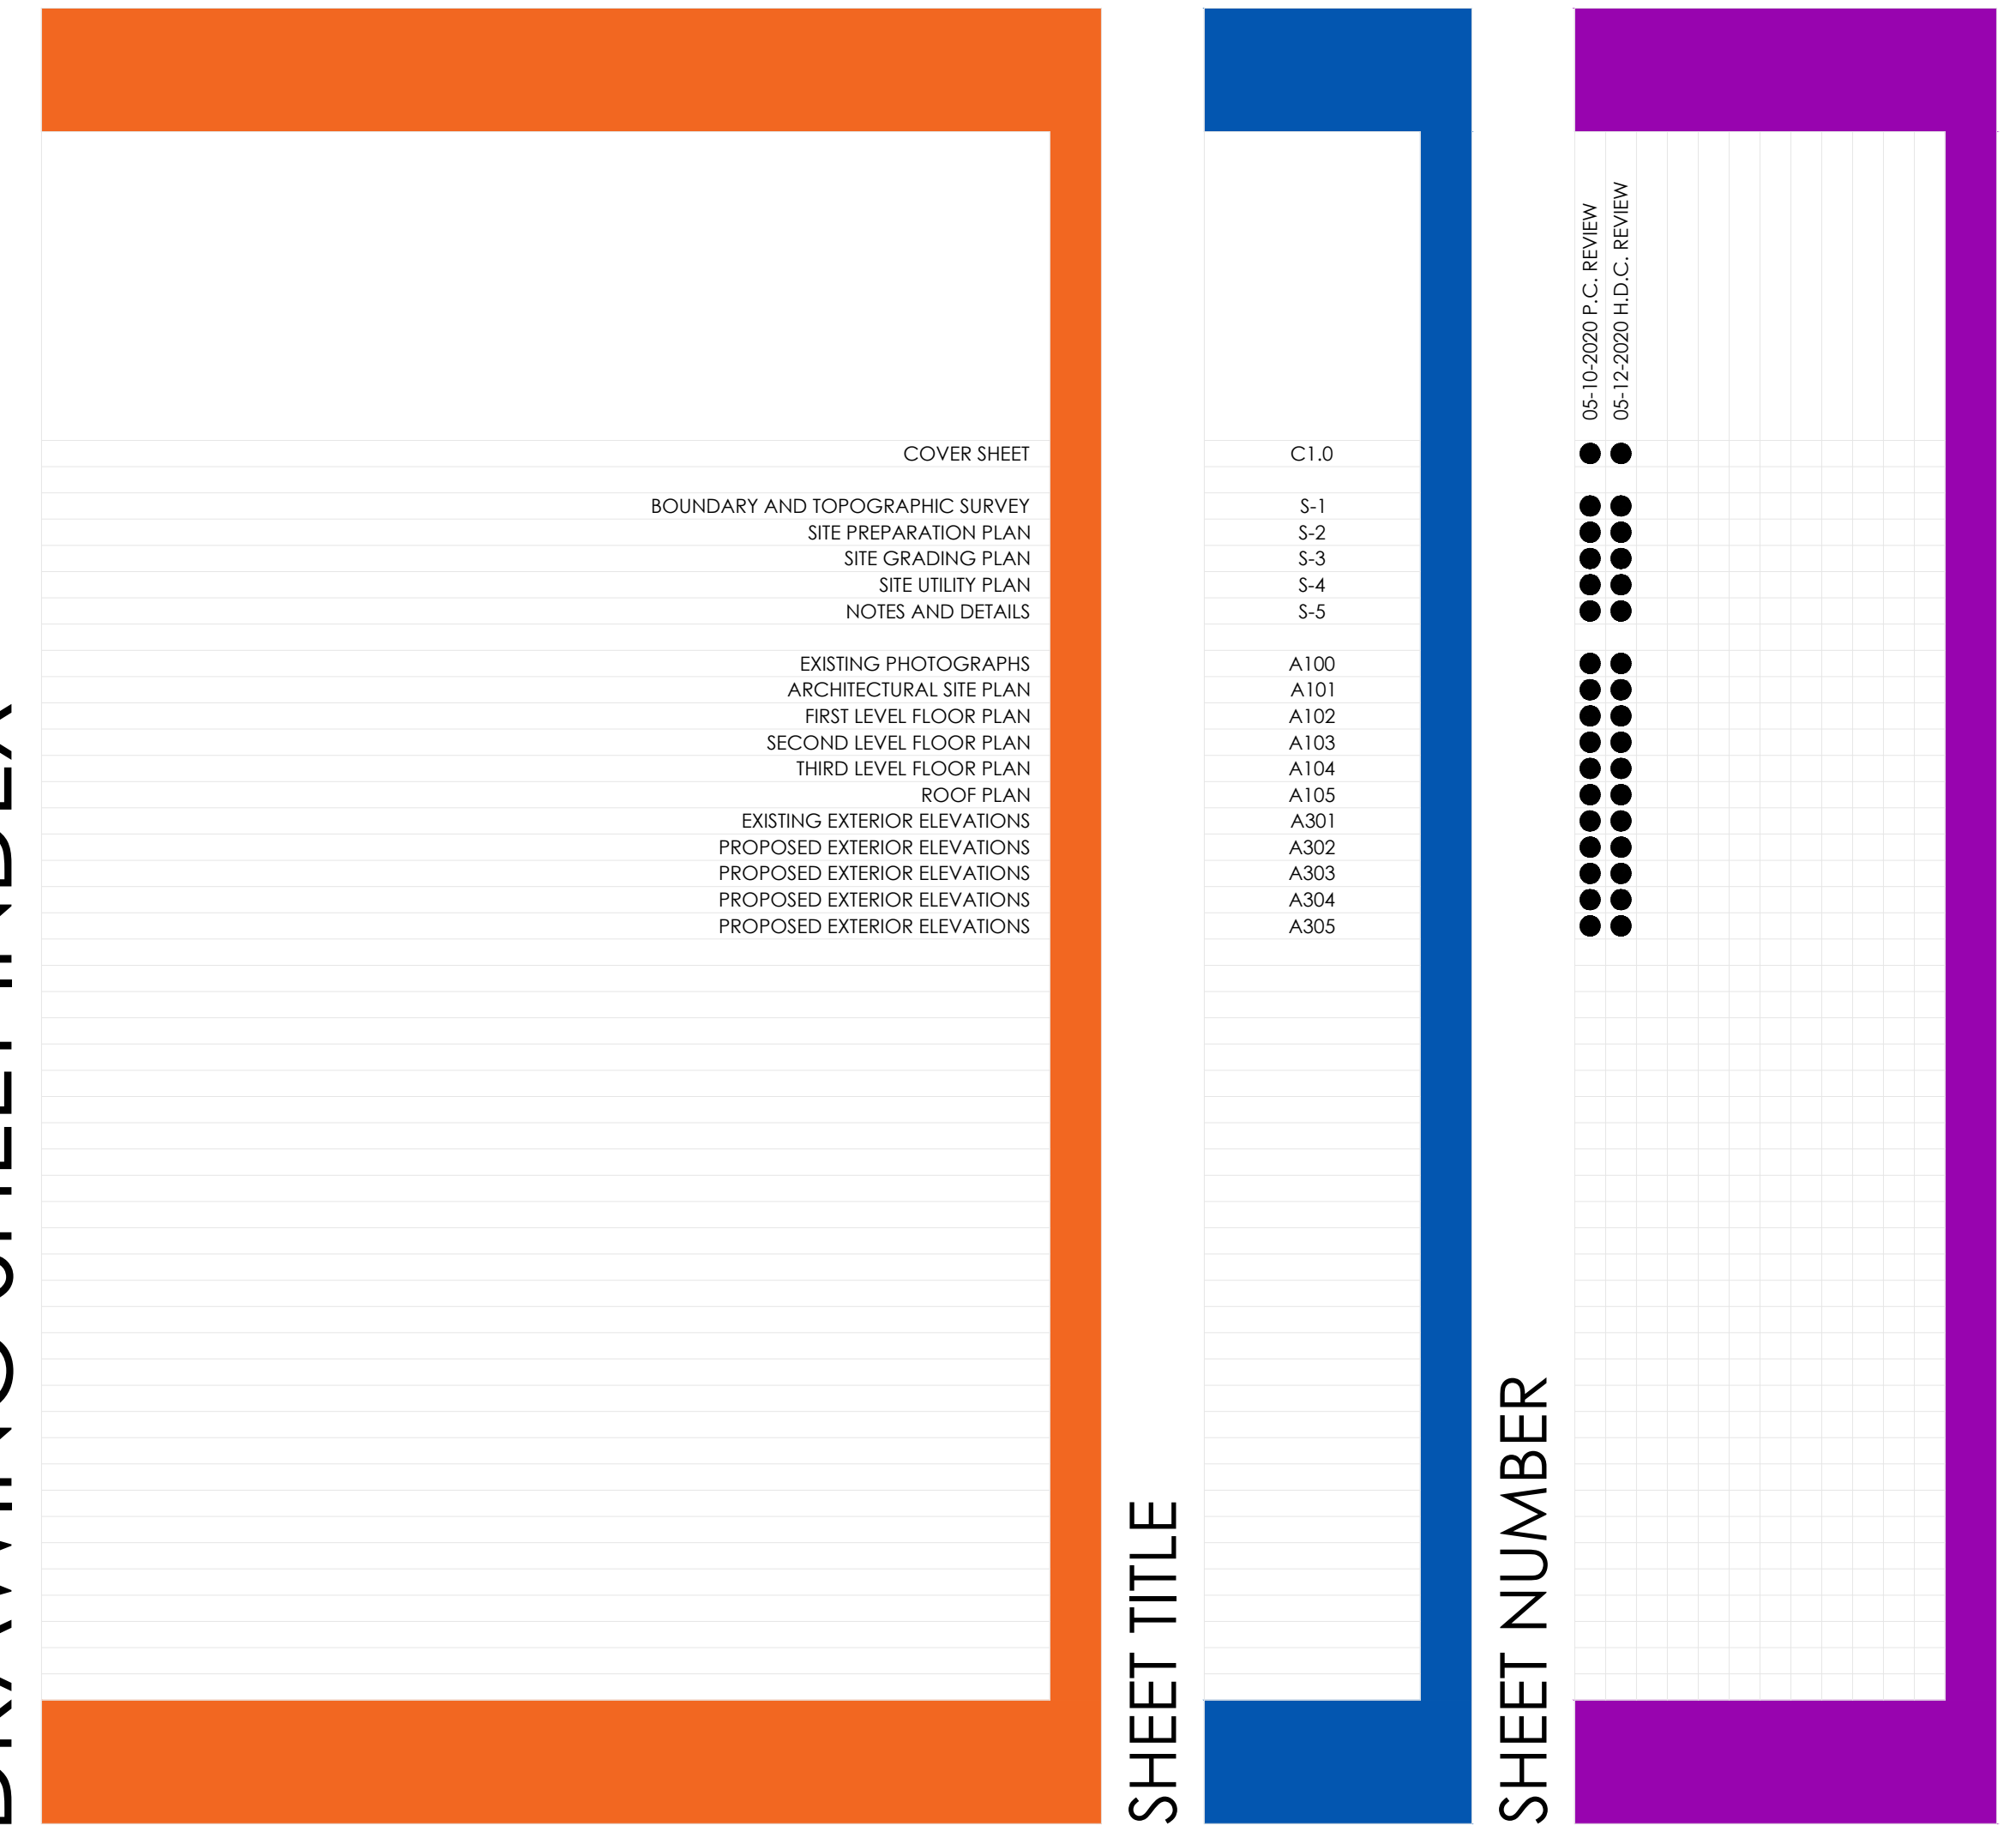 DRAWING SHEET INDEX
05-10-2020 P.C. REVIEW
05-12-2020 H.D.C. REVIEW
COVER SHEET C1.0
BOUNDARY AND TOPOGRAPHIC SURVEY S-1
SITE PREPARATION PLAN S-2
SITE GRADING PLAN S-3
SITE UTILITY PLAN S-4
NOTES AND DETAILS S-5
EXISTING PHOTOGRAPHS A100
ARCHITECTURAL SITE PLAN A101
FIRST LEVEL FLOOR PLAN A102
SECOND LEVEL FLOOR PLAN A103
THIRD LEVEL FLOOR PLAN A104
ROOF PLAN A105
EXISTING EXTERIOR ELEVATIONS A301
PROPOSED EXTERIOR ELEVATIONS A302
PROPOSED EXTERIOR ELEVATIONS A303
PROPOSED EXTERIOR ELEVATIONS A304
PROPOSED EXTERIOR ELEVATIONS A305
SHEET TITLE
SHEET NUMBER